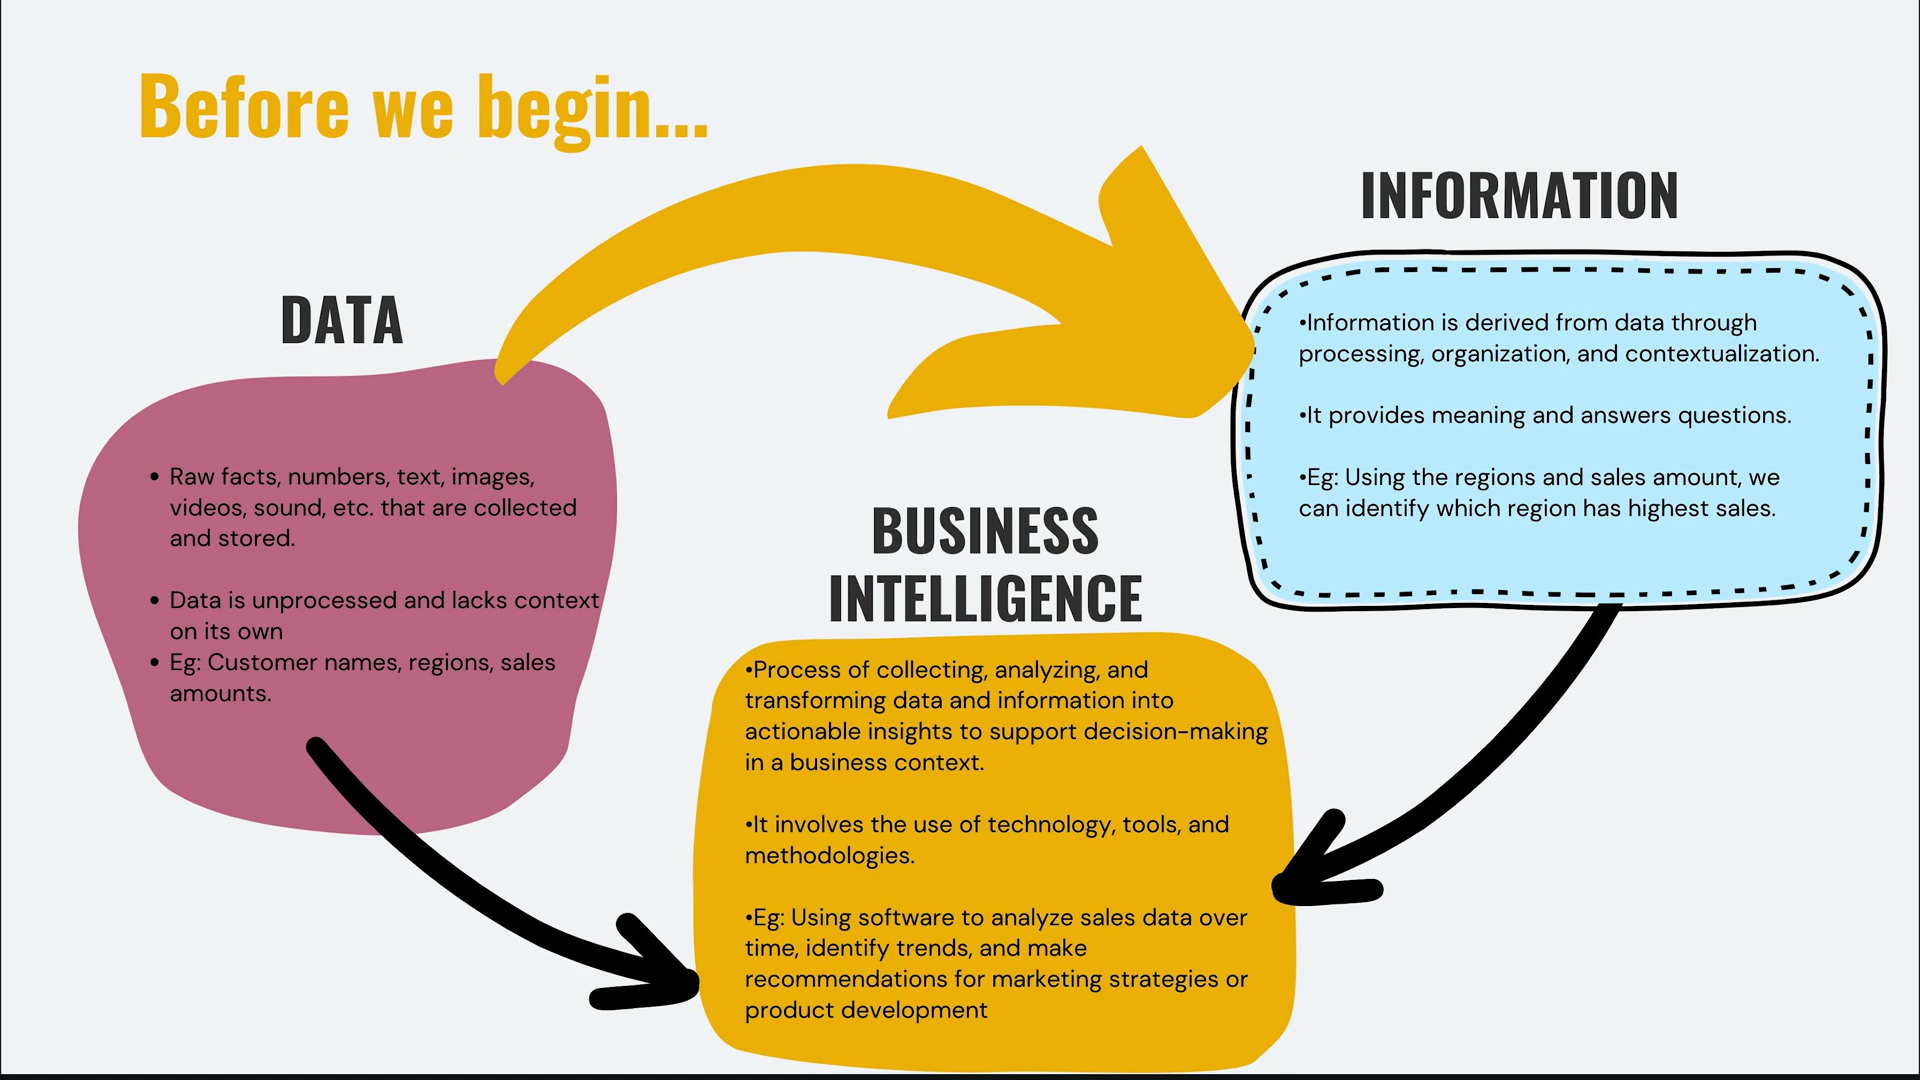 Before we begin...
DATA
• Raw facts, numbers, text, images,
videos, sound, etc. that are collected
and stored.
• Data is unprocessed and lacks context
on its own
• Eg: Customer names, regions, sales
amounts.
INFORMATION
•Information is derived from data through
processing, organization, and contextualization.
•It provides meaning and answers questions.
•Eg: Using the regions and sales amount, we
can identify which region has highest sales.
BUSINESS
INTELLIGENCE
•Process of collecting, analyzing, and
transforming data and information into
actionable insights to support decision-making
in a business context.
•It involves the use of technology, tools, and
methodologies.
•Eg: Using software to analyze sales data over
time, identify trends, and make
recommendations for marketing strategies or
product development